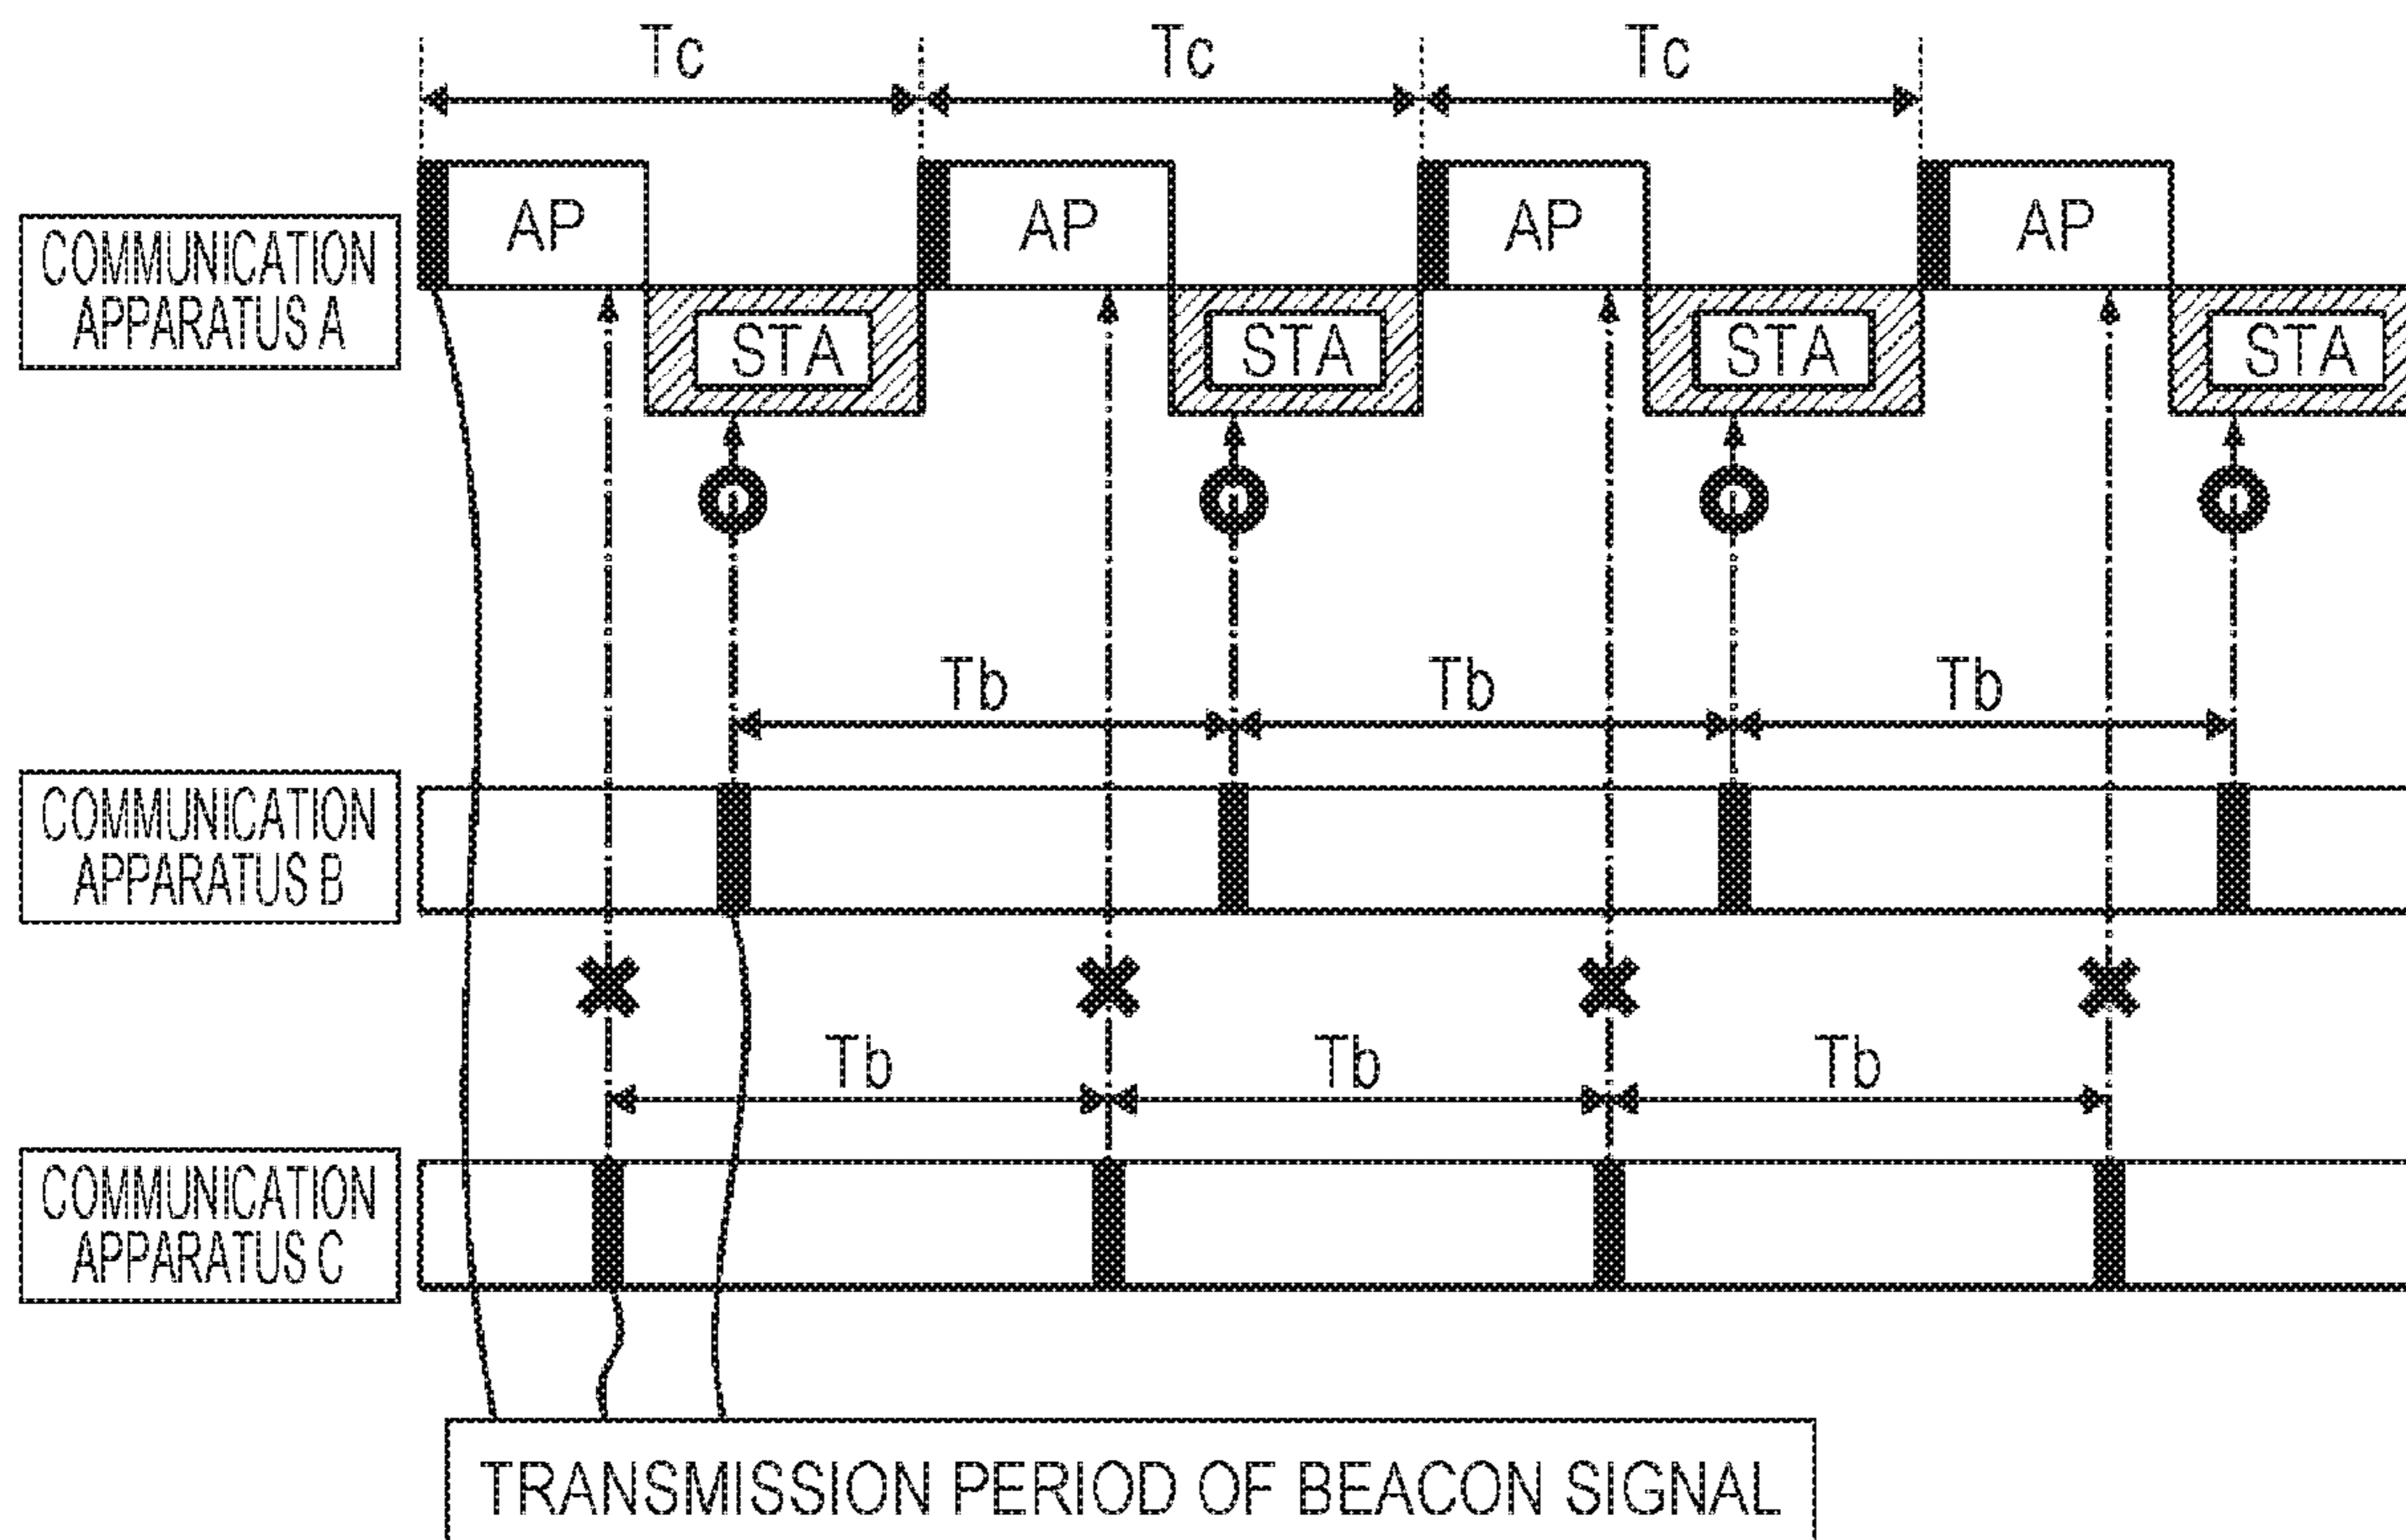 Tc Tc Tc
COMMUNICATION
APPARATUS A
AP AP AP AP
STA STA STA STA
Tb Tb Tb
COMMUNICATION
APPARATUS B
Tb Tb Tb
COMMUNICATION
APPARATUS C
TRANSMISSION PERIOD OF BEACON SIGNAL